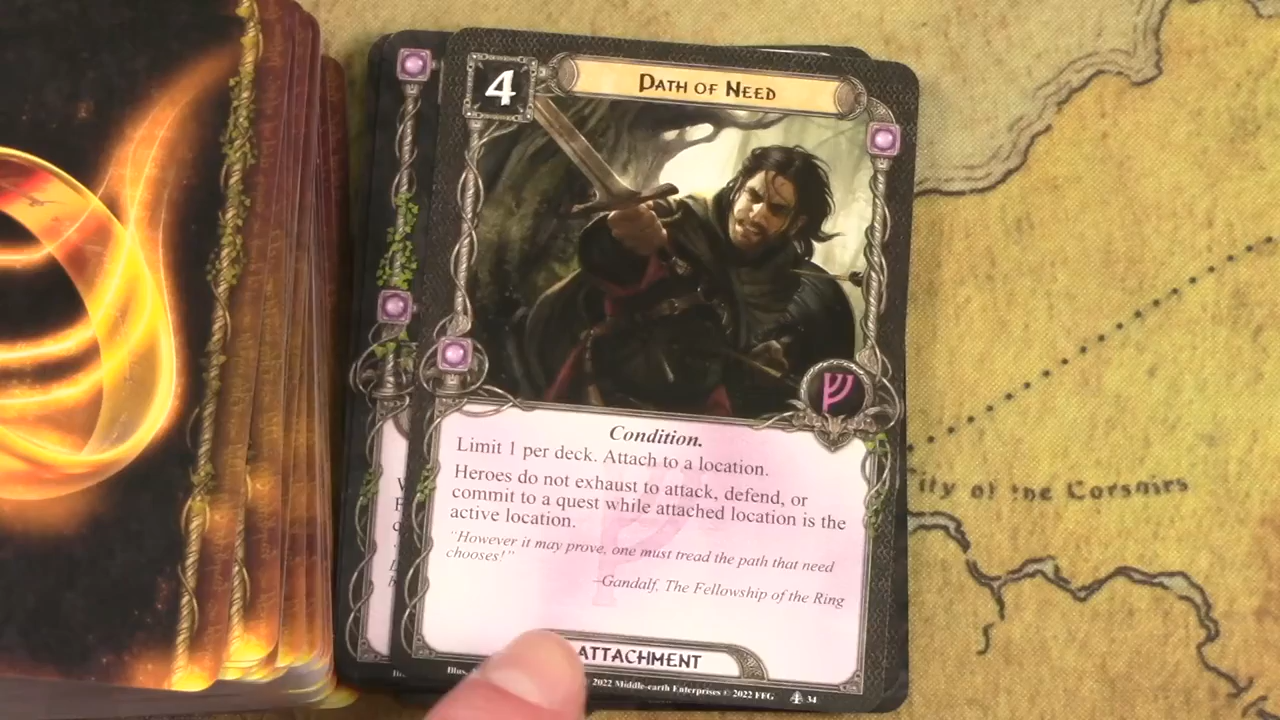 4
PATH OF NEED
Condition.
Limit 1 per deck. Attach to a location.
Heroes do not exhaust to attack, defend, or
commit to a quest while attached location is the
active location.
"However it may prove, one must tread the path that need
chooses!"
–Gandalf, The Fellowship of the Ring
ATTACHMENT
Illus.
2022 Middle-earth Enterprises © 2022 FFG
34
ity of the Corsairs